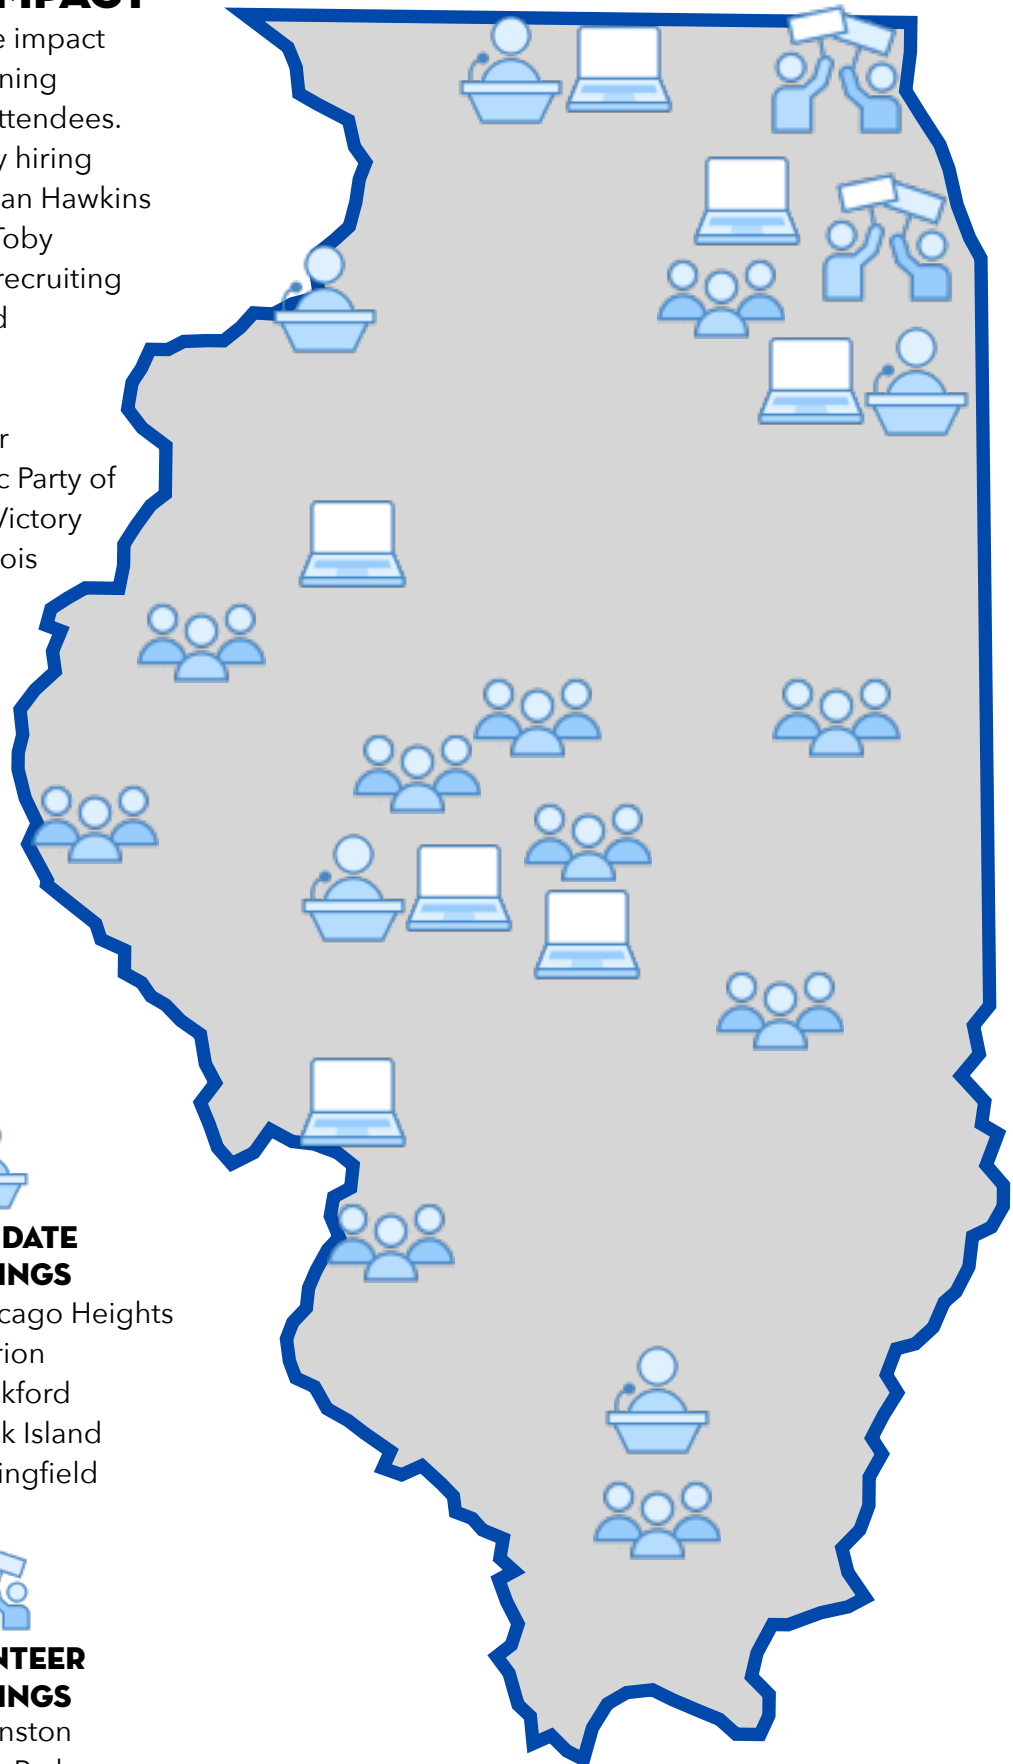 e impact
ning
ttendees.
y hiring
an Hawkins
Toby
recruiting
d
r
c Party of
Victory
ois
DATE
INGS
cago Heights
rion
kford
k Island
ingfield
NTEER
INGS
nston